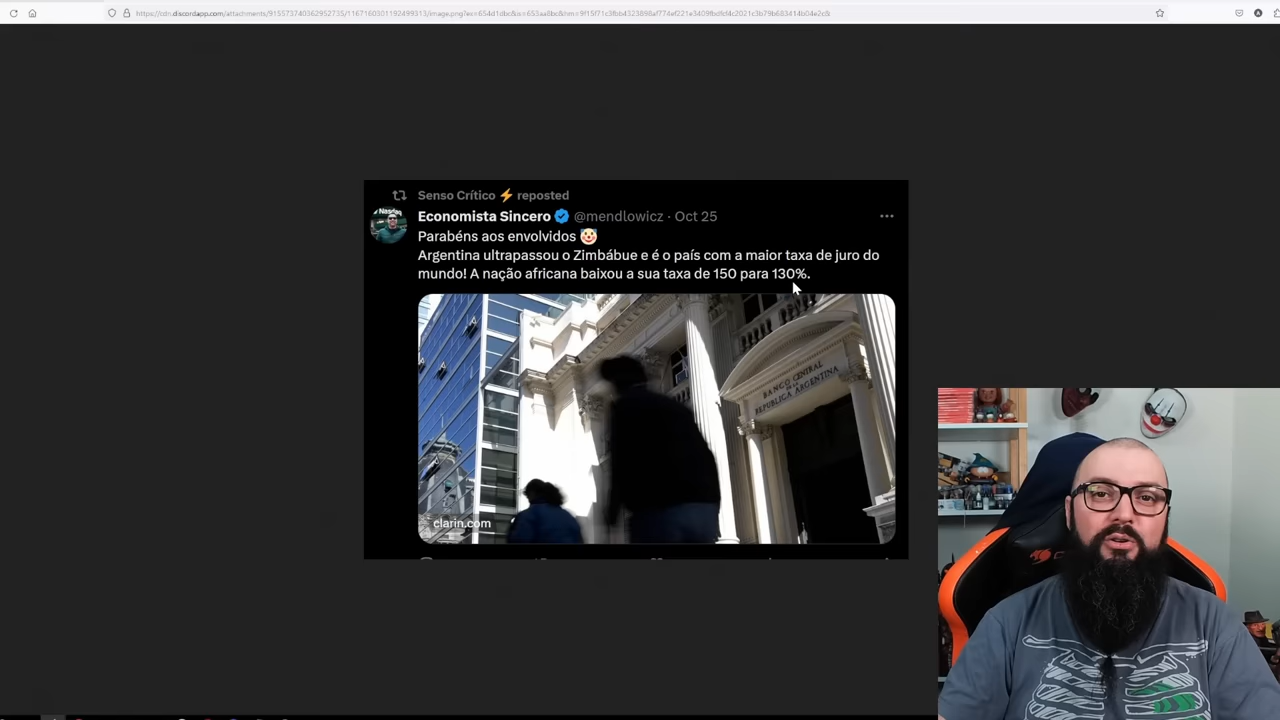 Senso Crítico ⚡ reposted
Economista Sincero @mendlowicz · Oct 25
Parabéns aos envolvidos 🤡
Argentina ultrapassou o Zimbábue e é o país com a maior taxa de juro do
mundo! A nação africana baixou a sua taxa de 150 para 130%.
Nasdaq
BANCO CENTRAL
REPUBLICA ARGENTINA
clarin.com